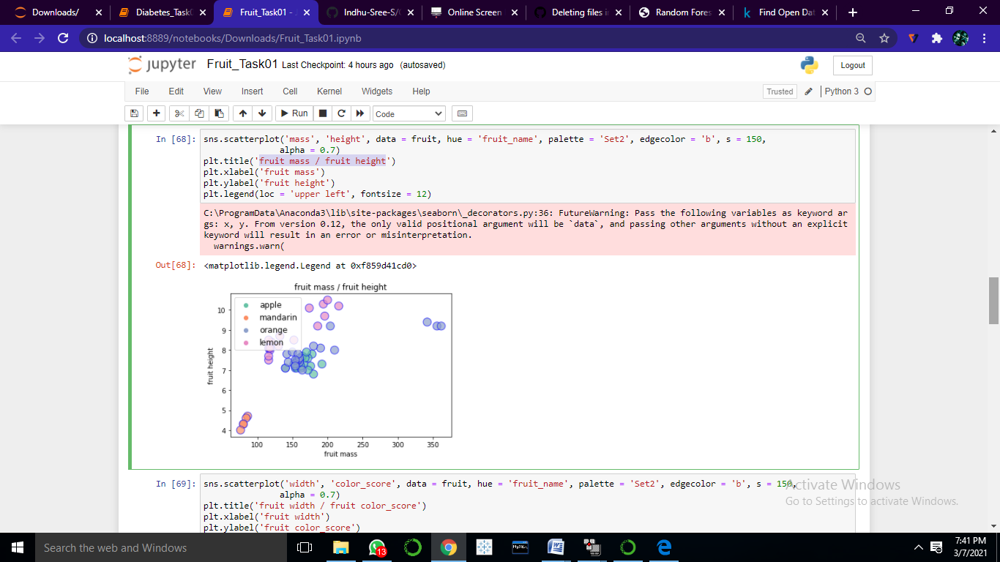 Downloads/
Diabetes_Task
Fruit_Task01 - J
Indhu-Sree-S/
Online Screen
Deleting files i
Random Fores
Find Open Dat
localhost:8889/notebooks/Downloads/Fruit_Task01.ipynb
jupyter Fruit_Task01 Last Checkpoint: 4 hours ago (autosaved)
Logout
File Edit View Insert Cell Kernel Widgets Help
Trusted
Python 3
Run
Code
In [68]: sns.scatterplot('mass', 'height', data = fruit, hue = 'fruit_name', palette = 'Set2', edgecolor = 'b', s = 150,
alpha = 0.7)
plt.title('fruit mass / fruit height')
plt.xlabel('fruit mass')
plt.ylabel('fruit height')
plt.legend(loc = 'upper left', fontsize = 12)
C:\ProgramData\Anaconda3\lib\site-packages\seaborn\_decorators.py:36: FutureWarning: Pass the following variables as keyword ar
gs: x, y. From version 0.12, the only valid positional argument will be `data`, and passing other arguments without an explicit
keyword will result in an error or misinterpretation.
warnings.warn(
Out[68]: <matplotlib.legend.Legend at 0xf859d41cd0>
fruit mass / fruit height
apple
mandarin
orange
lemon
10
9
8
7
6
5
4
fruit height
100 150 200 250 300 350
fruit mass
In [69]: sns.scatterplot('width', 'color_score', data = fruit, hue = 'fruit_name', palette = 'Set2', edgecolor = 'b', s = 150,
alpha = 0.7)
plt.title('fruit width / fruit color_score')
plt.xlabel('fruit width')
plt.ylabel('fruit color_score')
Activate Windows
Go to Settings to activate Windows.
Search the web and Windows
13
MySQL
7:41 PM
3/7/2021